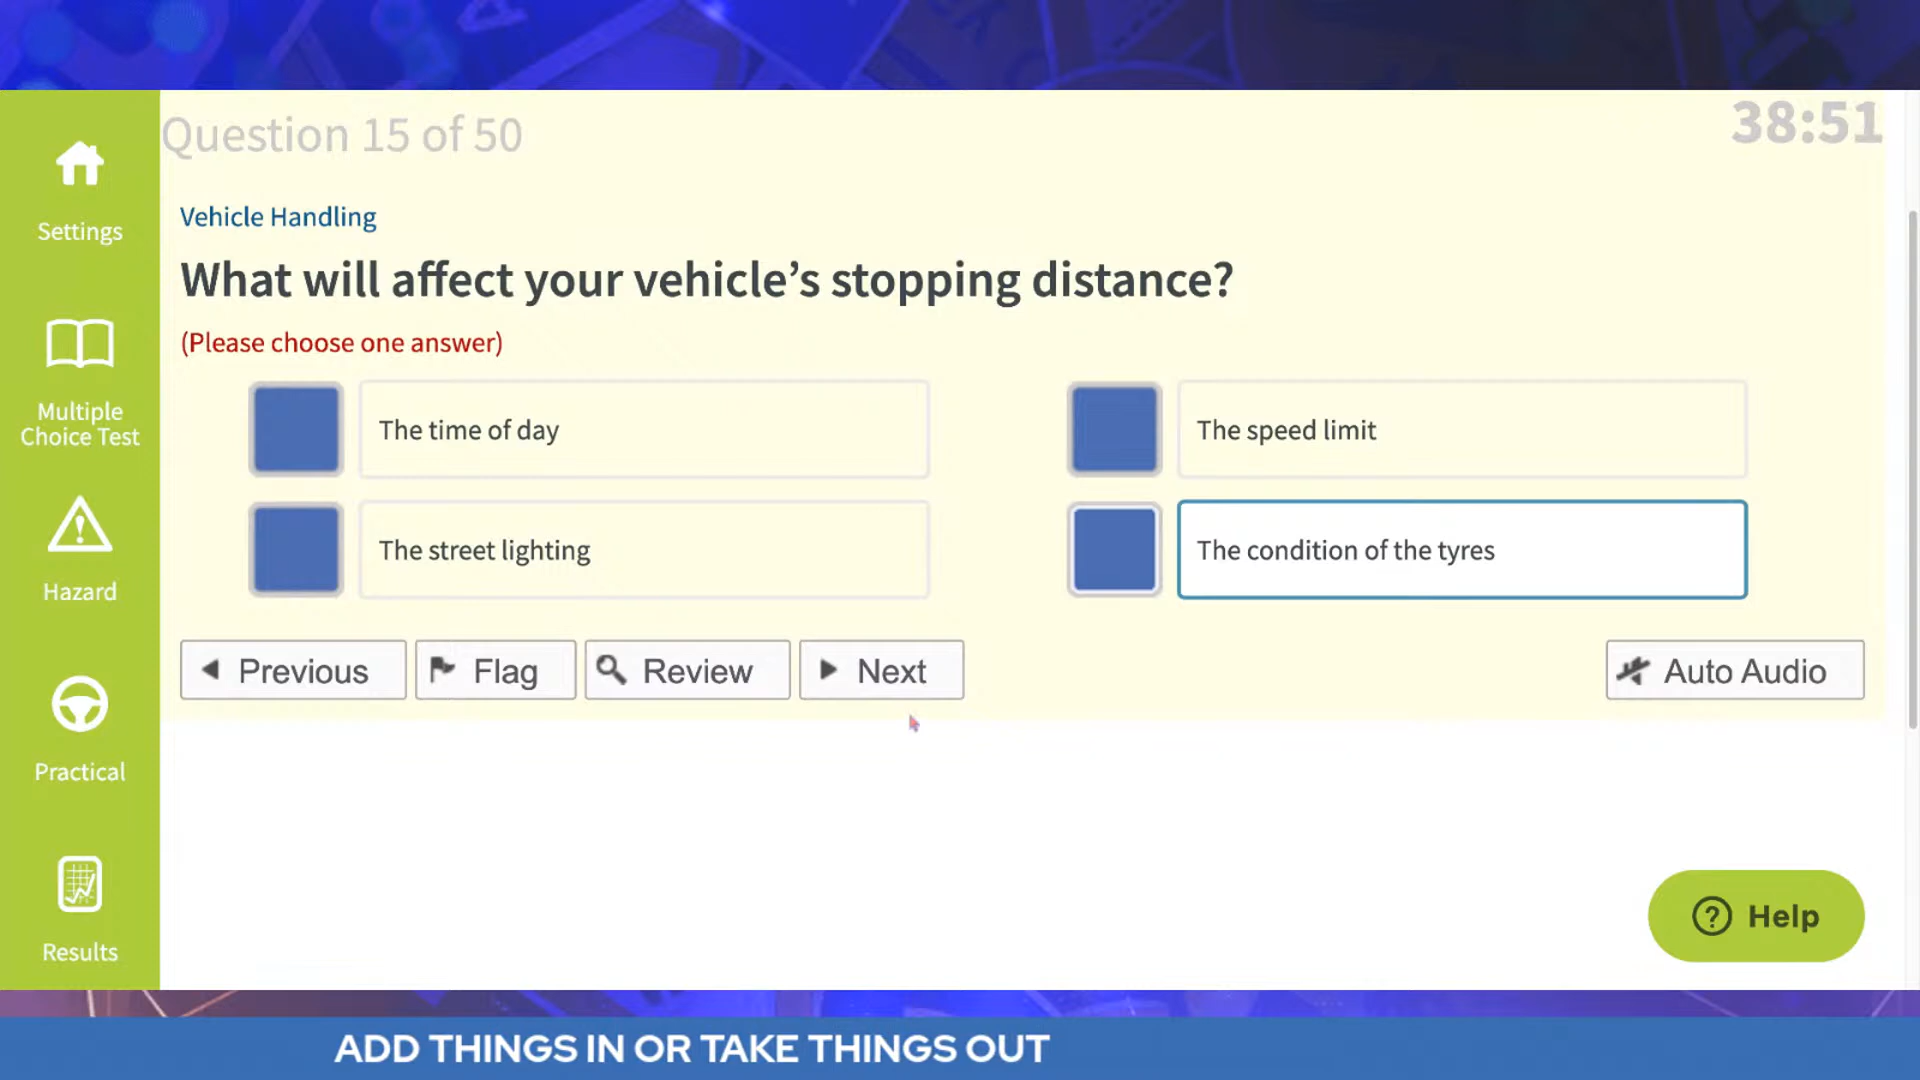 Question 15 of 50
38:51
Settings
Multiple
Choice Test
Hazard
Practical
Results
Vehicle Handling
What will affect your vehicle’s stopping distance?
(Please choose one answer)
The time of day
The speed limit
The street lighting
The condition of the tyres
Previous
Flag
Review
Next
Auto Audio
? Help
ADD THINGS IN OR TAKE THINGS OUT